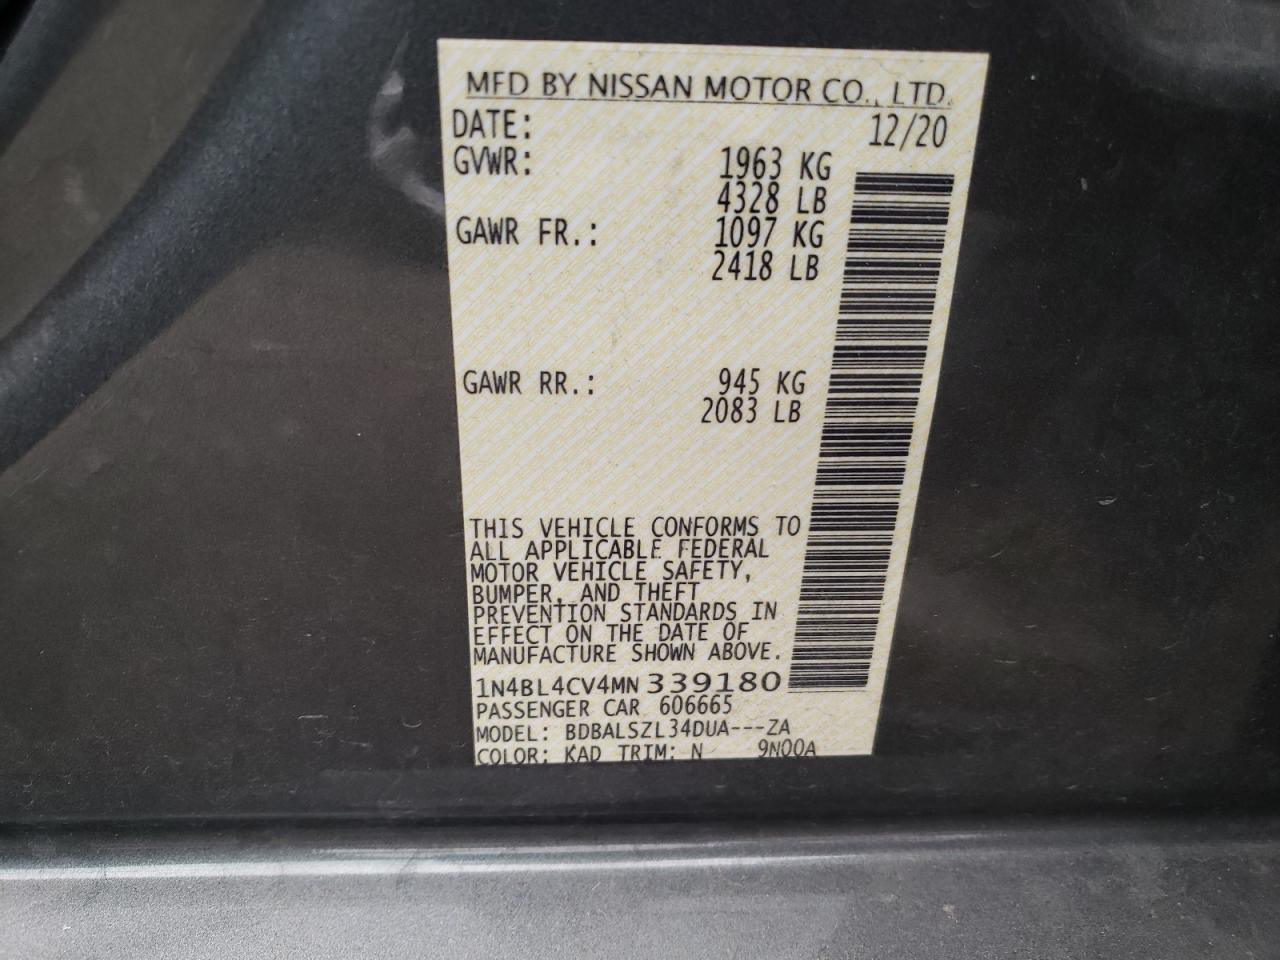 MFD BY NISSAN MOTOR CO., LTD.
DATE: 12/20
GVWR: 1963 KG
4328 LB
GAWR FR.: 1097 KG
2418 LB
GAWR RR.: 945 KG
2083 LB
THIS VEHICLE CONFORMS TO
ALL APPLICABLE FEDERAL
MOTOR VEHICLE SAFETY,
BUMPER, AND THEFT
PREVENTION STANDARDS IN
EFFECT ON THE DATE OF
MANUFACTURE SHOWN ABOVE.
1N4BL4CV4MN339180
PASSENGER CAR 606665
MODEL: BDBALSZL34DUA---ZA
COLOR: KAD TRIM: N 9N00A